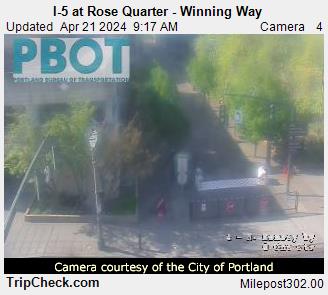 I-5 at Rose Quarter - Winning Way
Updated Apr 21 2024 9:17 AM Camera 4
PBOT
PORTLAND BUREAU OF TRANSPORTATION
Camera courtesy of the City of Portland
TripCheck.com Milepost302.00